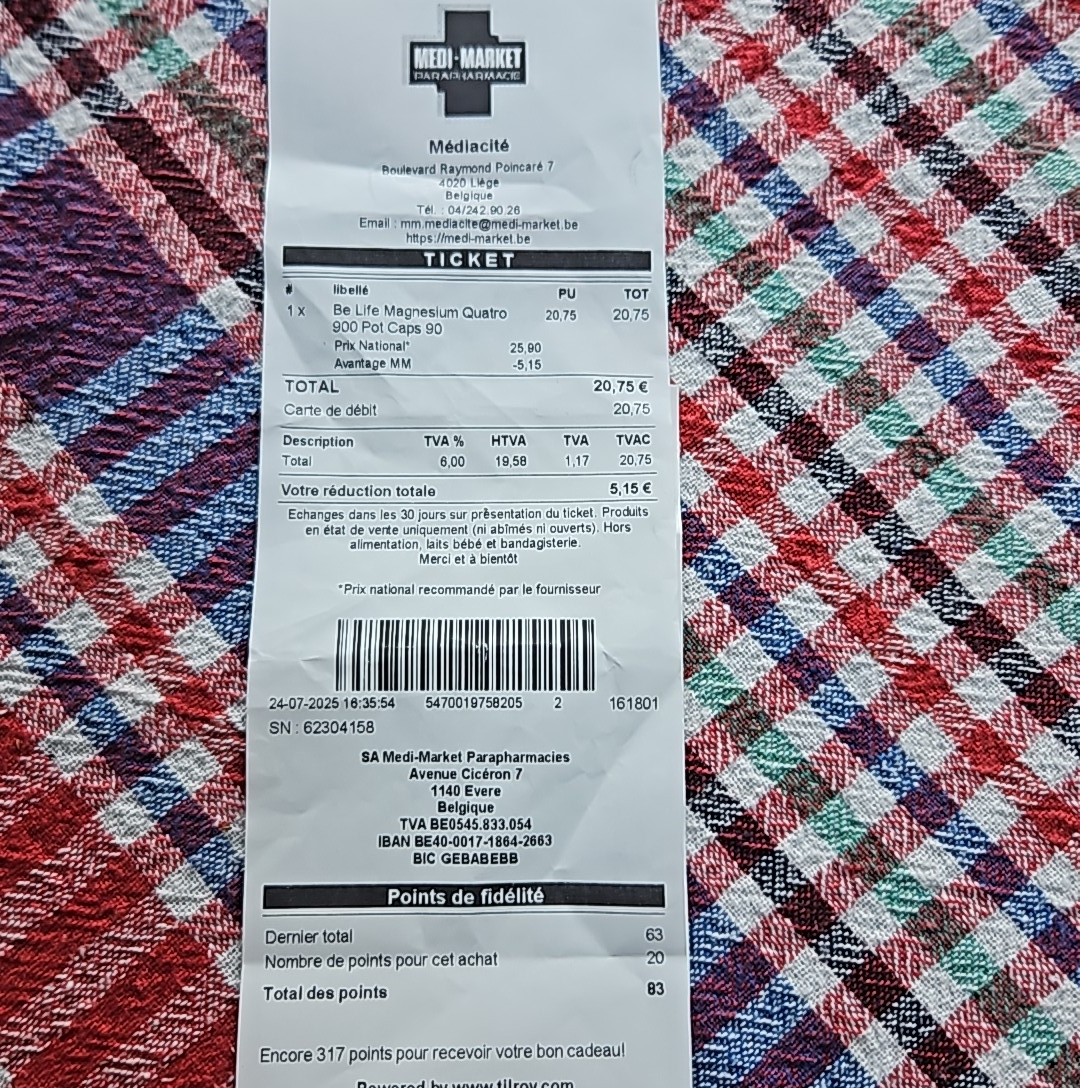 MEDI-MARKET
PARAPHARMACIE
Médiacité
Boulevard Raymond Poincaré 7
4020 Liège
Belgique
Tél. : 04/242.90.26
Email : mm.mediacite@medi-market.be
https://medi-market.be
TICKET
# libellé PU TOT
1 x Be Life Magnesium Quatro 20,75 20,75
900 Pot Caps 90
Prix National* 25,90
Avantage MM -5,15
TOTAL 20,75 €
Carte de débit 20,75
Description TVA % HTVA TVA TVAC
Total 6,00 19,58 1,17 20,75
Votre réduction totale 5,15 €
Echanges dans les 30 jours sur présentation du ticket. Produits
en état de vente uniquement (ni abîmés ni ouverts). Hors
alimentation, laits bébé et bandagisterie.
Merci et à bientôt
*Prix national recommandé par le fournisseur
24-07-2025 16:35:54 5470019758205 2 161801
SN : 62304158
SA Medi-Market Parapharmacies
Avenue Cicéron 7
1140 Evere
Belgique
TVA BE0545.833.054
IBAN BE40-0017-1864-2663
BIC GEBABEBB
Points de fidélité
Dernier total 63
Nombre de points pour cet achat 20
Total des points 83
Encore 317 points pour recevoir votre bon cadeau!
Powered by www.tilroy.com